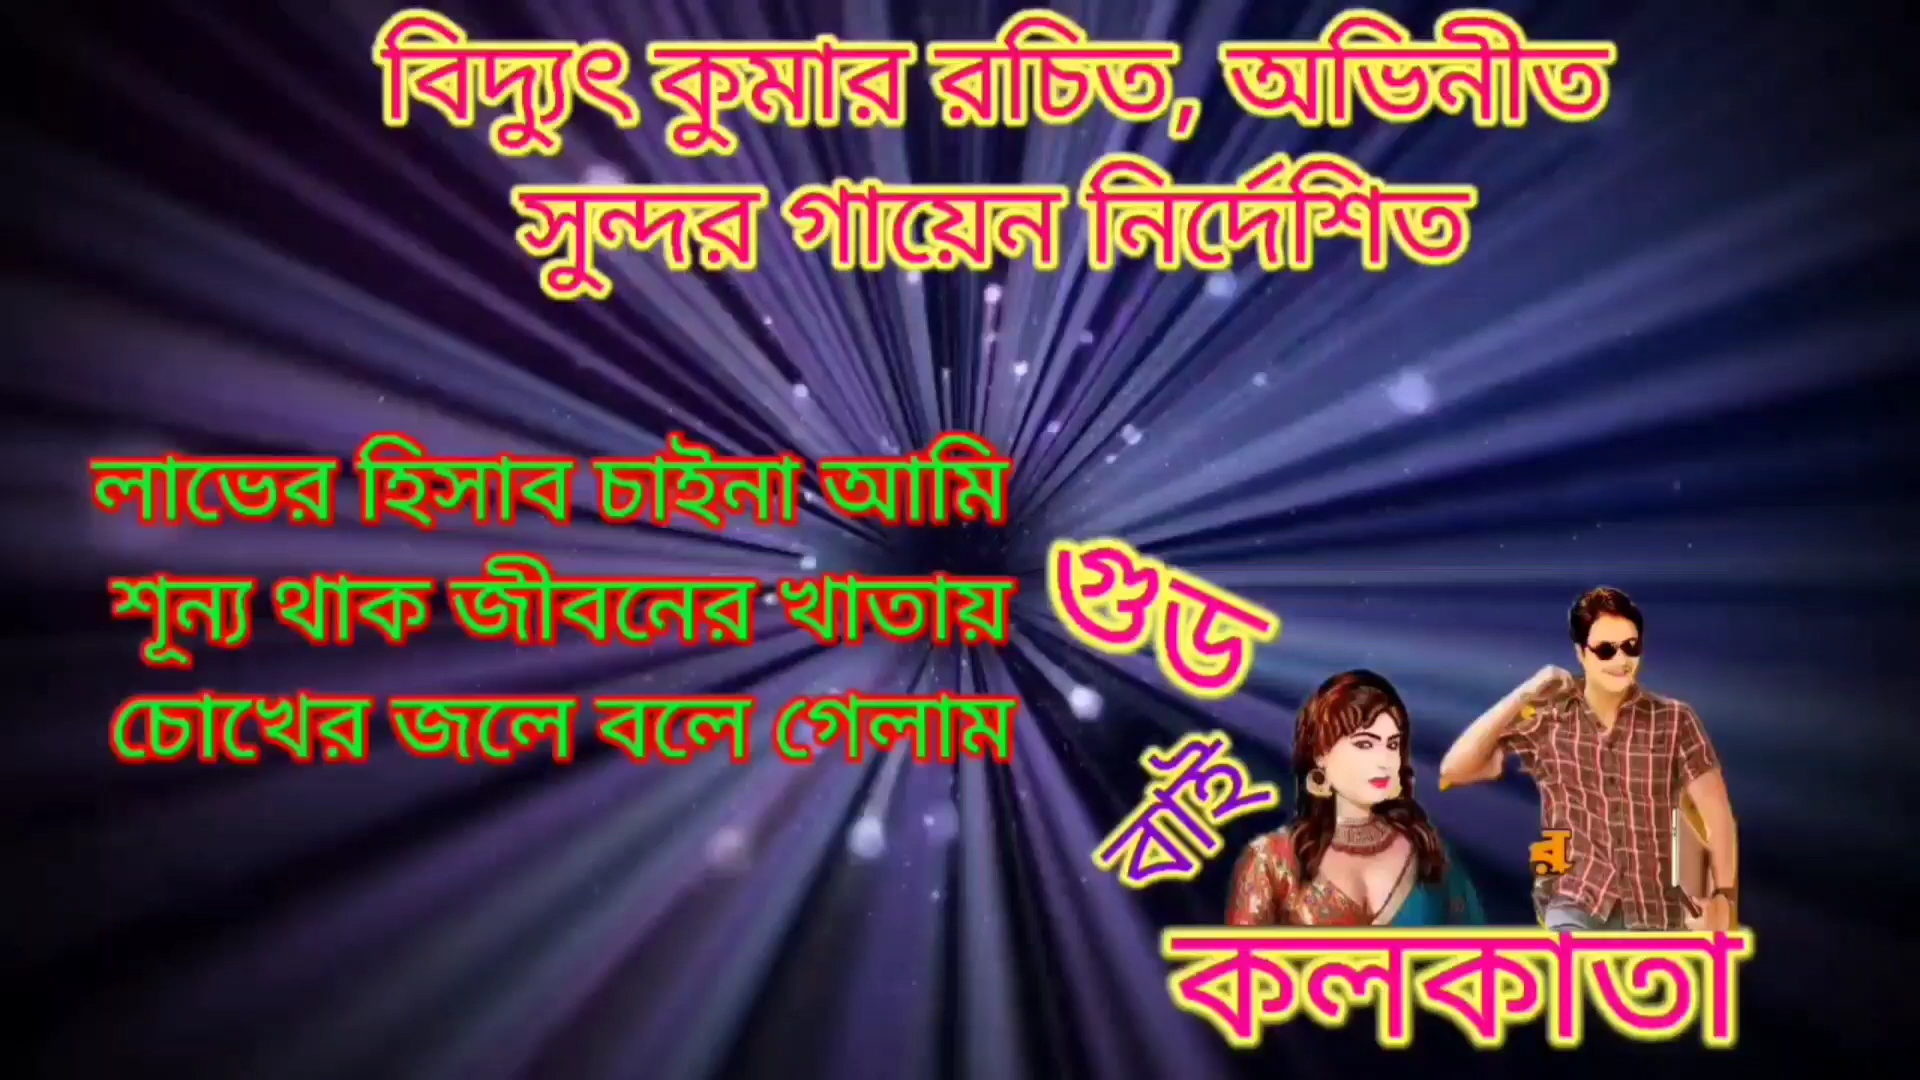 বিদ্যুৎ কুমার রচিত, অভিনীত
সুন্দর গায়েন নির্দেশিত
লাভের হিসাব চাইনা আমি
শূন্য থাক জীবনের খাতায়
চোখের জলে বলে গেলাম
গুড
বাই
র
কলকাতা